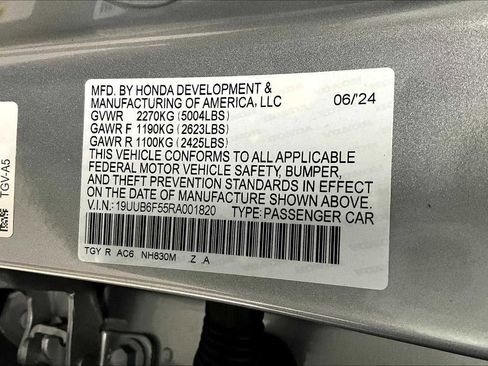 MFD. BY HONDA DEVELOPMENT &
MANUFACTURING OF AMERICA, LLC 06/'24
GVWR 2270KG (5004LBS)
GAWR F 1190KG (2623LBS)
GAWR R 1100KG (2425LBS)
THIS VEHICLE CONFORMS TO ALL APPLICABLE
FEDERAL MOTOR VEHICLE SAFETY, BUMPER,
AND THEFT PREVENTION STANDARDS IN EFFECT
ON THE DATE OF MANUFACTURE SHOWN ABOVE.
V.I.N.: 19UUB6F55RA001820 TYPE: PASSENGER CAR
TGY R AC6 NH830M Z A
TGV-A5